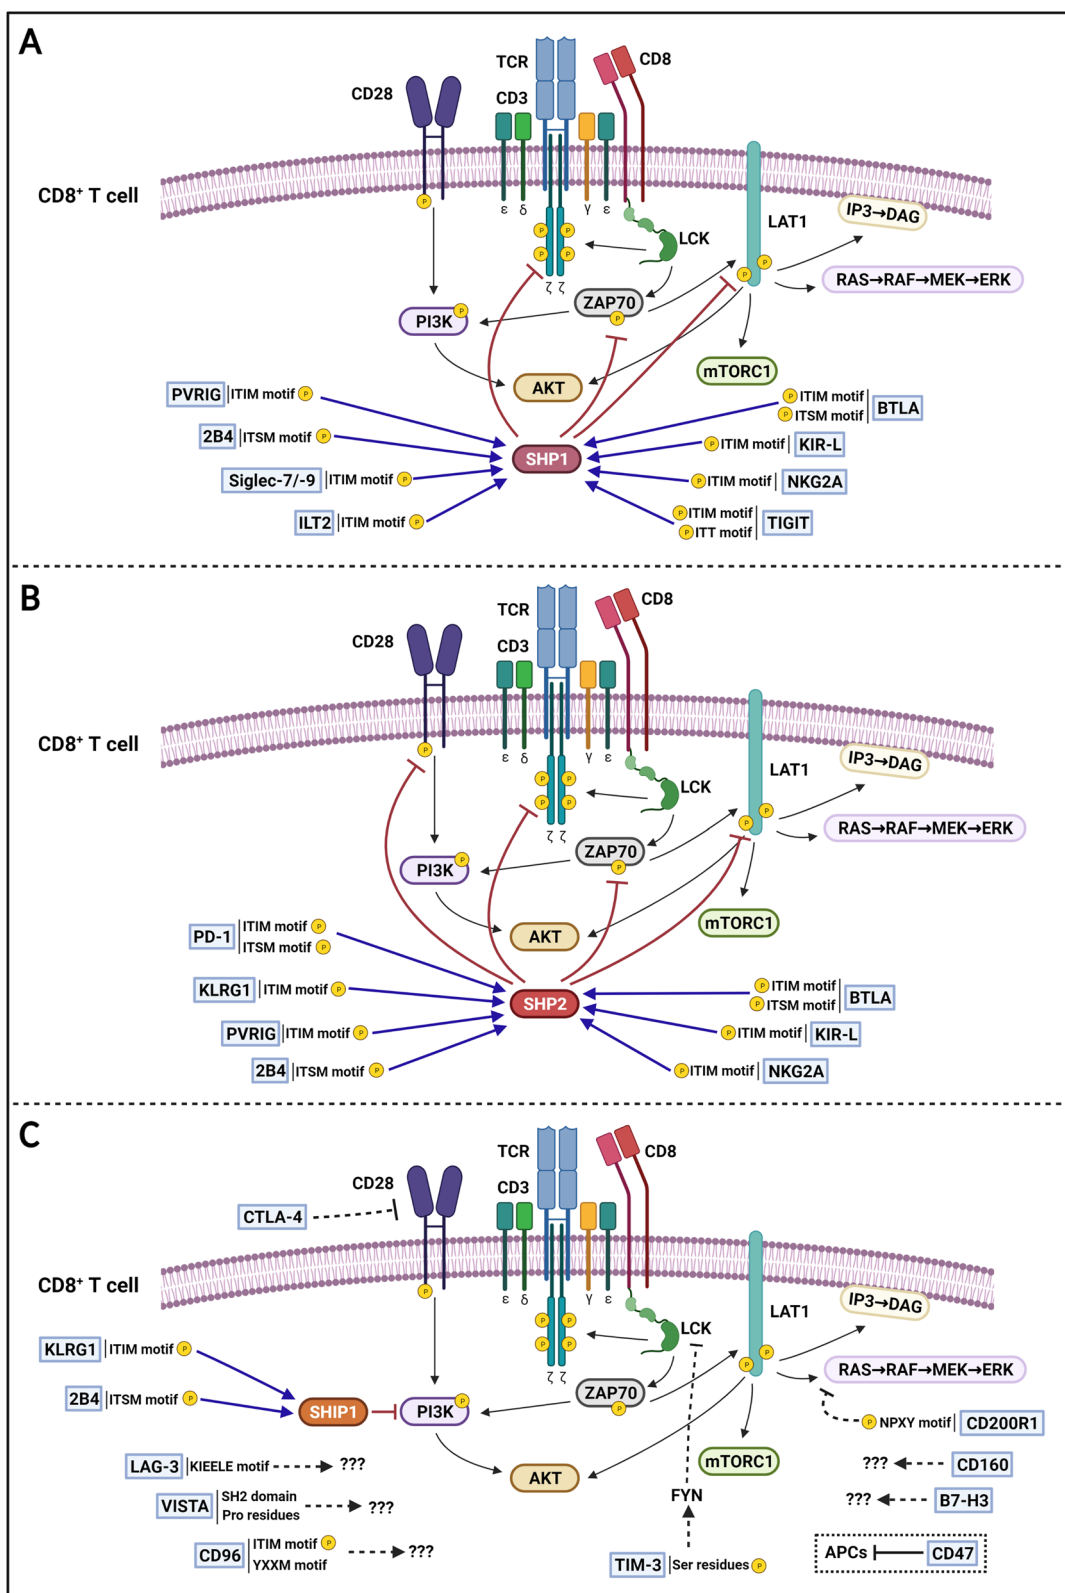 A
TCR
CD8
CD28
CD3
CD8⁺ T cell
ε
δ
γ
ε
P
LAT1
IP3→DAG
P
P
P
P
LCK
P
P
RAS→RAF→MEK→ERK
ζ ζ
ZAP70
P
PI3K
P
mTORC1
AKT
PVRIG ITIM motif P
P ITIM motif
P ITSM motif
BTLA
2B4 ITSM motif P
P ITIM motif KIR-L
SHP1
Siglec-7/-9 ITIM motif P
P ITIM motif NKG2A
ILT2 ITIM motif P
P ITIM motif
P ITT motif
TIGIT
B
TCR
CD8
CD28
CD3
CD8⁺ T cell
ε
δ
γ
ε
P
LAT1
IP3→DAG
P
P
P
P
LCK
P
P
RAS→RAF→MEK→ERK
ζ ζ
ZAP70
P
PI3K
P
mTORC1
AKT
PD-1
ITIM motif P
ITSM motif P
KLRG1 ITIM motif P
P ITIM motif
P ITSM motif
BTLA
SHP2
PVRIG ITIM motif P
P ITIM motif KIR-L
2B4 ITSM motif P
P ITIM motif NKG2A
C
TCR
CD8
CD28
CD3
CTLA-4
CD8⁺ T cell
ε
δ
γ
ε
P
LAT1
IP3→DAG
P
P
P
P
LCK
P
P
KLRG1 ITIM motif P
RAS→RAF→MEK→ERK
ζ ζ
ZAP70
P
2B4 ITSM motif P
SHIP1
PI3K
P
P NPXY motif CD200R1
mTORC1
LAG-3 KIEELE motif ???
??? CD160
AKT
VISTA
SH2 domain
Pro residues
???
FYN
??? B7-H3
CD96
ITIM motif P
YXXM motif
???
TIM-3 Ser residues P
APCs CD47